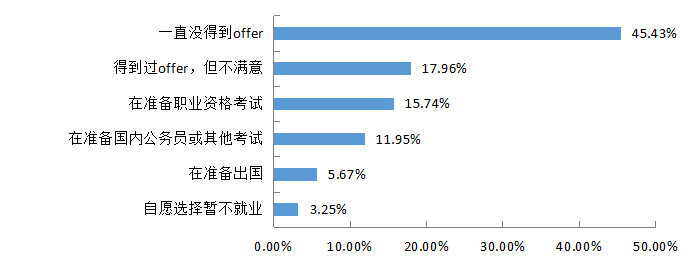 一直没得到offer 45.43%
得到过offer，但不满意 17.96%
在准备职业资格考试 15.74%
在准备国内公务员或其他考试 11.95%
在准备出国 5.67%
自愿选择暂不就业 3.25%
0.00% 10.00% 20.00% 30.00% 40.00% 50.00%